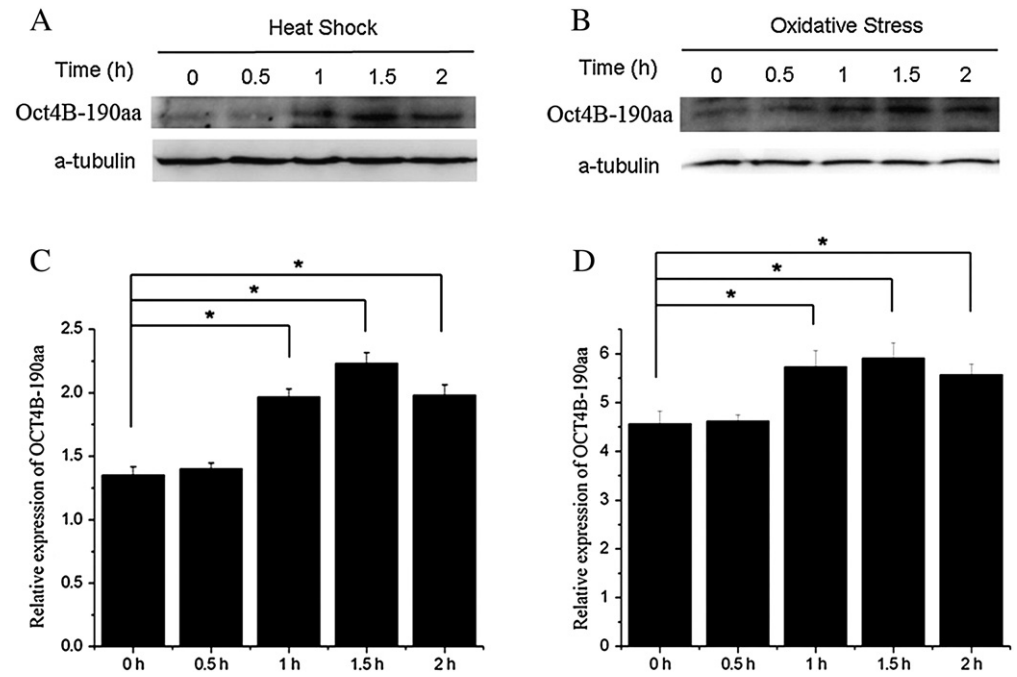 A
Heat Shock
Time (h) 0 0.5 1 1.5 2
Oct4B-190aa
a-tubulin
B
Oxidative Stress
Time (h) 0 0.5 1 1.5 2
Oct4B-190aa
a-tubulin
C
*
*
*
Relative expression of OCT4B-190aa
2.5
2.0
1.5
1.0
0.5
0.0
0 h 0.5 h 1 h 1.5 h 2 h
D
*
*
*
Relative expression of OCT4B-190aa
6
5
4
3
2
1
0
0 h 0.5 h 1 h 1.5 h 2 h